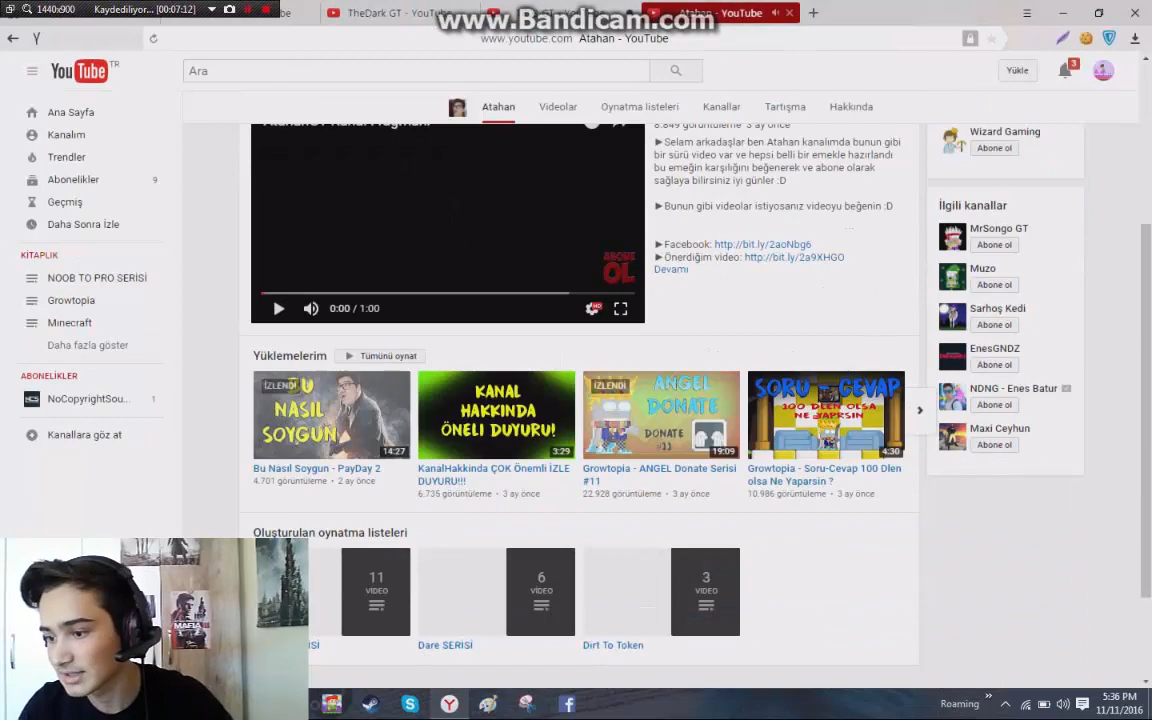 1440x900
Kaydediliyor... [00:07:12]
www.Bandicam.com
TheDark GT - YouTube
Atahan - YouTube
www.youtube.com Atahan - YouTube
YouTube TR
Ara
Yükle
3
Atahan
Videolar
Oynatma listeleri
Kanallar
Tartışma
Hakkında
Ana Sayfa
Kanalım
Trendler
Abonelikler 9
Geçmiş
Daha Sonra İzle
KİTAPLIK
NOOB TO PRO SERİSİ
Growtopia
Minecraft
Daha fazla göster
ABONELİKLER
NoCopyrightSou... 1
Kanallara göz at
ABONE
OL
0:00 / 1:00
HD
8.849 görüntüleme 3 ay önce
►Selam arkadaşlar ben Atahan kanalımda bunun gibi
bir sürü video var ve hepsi belli bir emekle hazırlandı
bu emeğin karşılığını beğenerek ve abone olarak
sağlaya bilirsiniz iyi günler :D
►Bunun gibi videolar istiyosanız videoyu beğenin :D
►Facebook: http://bit.ly/2aoNbg6
►Önerdiğim video: http://bit.ly/2a9XHGO
Devamı
Wizard Gaming
Abone ol
İlgili kanallar
MrSongo GT
Abone ol
Muzo
Abone ol
Sarhoş Kedi
Abone ol
EnesGNDZ
Abone ol
NDNG - Enes Batur
Abone ol
Maxi Ceyhun
Abone ol
Yüklemelerim
Tümünü oynat
İZLENDİ
BU
NASIL
SOYGUN
14:27
Bu Nasıl Soygun - PayDay 2
4.701 görüntüleme • 2 ay önce
KANAL
HAKKINDA
ÖNELİ DUYURU!
3:29
KanalHakkinda ÇOK Önemli İZLE
DUYURU!!!
6.735 görüntüleme • 3 ay önce
İZLENDİ
ANGEL
DONATE
DONATE
#11
19:09
Growtopia - ANGEL Donate Serisi
#11
22.928 görüntüleme • 3 ay önce
SORU - CEVAP
100 DLEN OLSA
NE YAPRSIN
4:30
Growtopia - Soru-Cevap 100 Dlen
olsa Ne Yaparsin ?
10.986 görüntüleme • 3 ay önce
Oluşturulan oynatma listeleri
11
VİDEO
6
VİDEO
3
VİDEO
Dare SERİSİ
Dirt To Token
MAFIA
Roaming
5:36 PM
11/11/2016